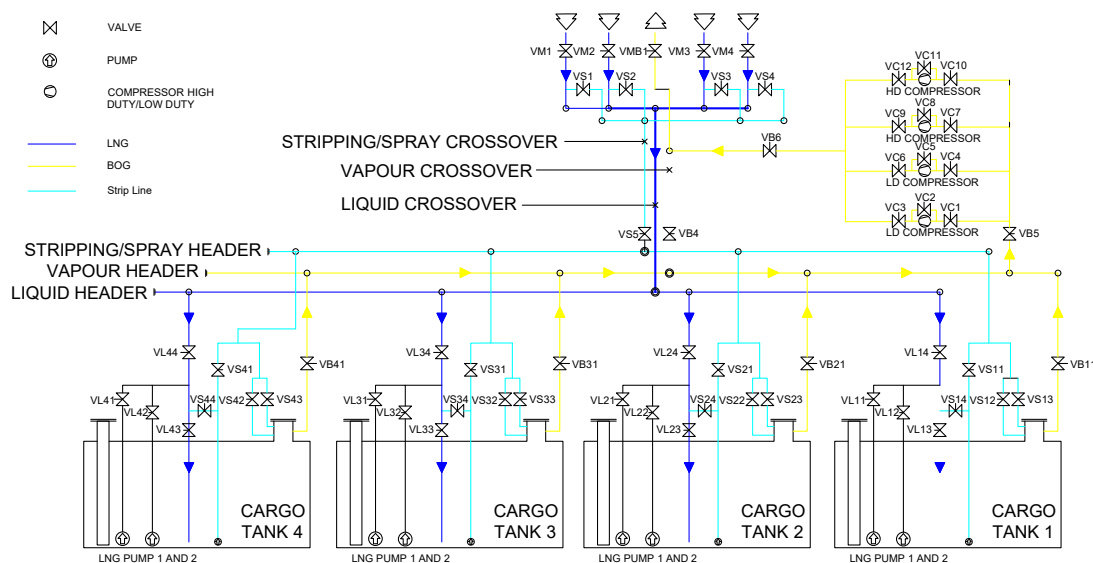 VALVE
PUMP
COMPRESSOR HIGH
DUTY/LOW DUTY
LNG
BOG
Strip Line
VM1 VM2 VMB1 VM3 VM4
VS1 VS2 VS3 VS4
VC11
VC12 VC10
HD COMPRESSOR
VC8
VC9 VC7
HD COMPRESSOR
VC5
VC6 VC4
LD COMPRESSOR
VC2
VC3 VC1
LD COMPRESSOR
STRIPPING/SPRAY CROSSOVER
VB6
VAPOUR CROSSOVER
LIQUID CROSSOVER
VS5 VB4 VB5
STRIPPING/SPRAY HEADER
VAPOUR HEADER
LIQUID HEADER
VL44 VL34 VL24 VL14
VS41 VB41 VS31 VB31 VS21 VB21 VS11 VB11
VL41 VS44 VS42 VS43 VL31 VS34 VS32 VS33 VL21 VS24 VS22 VS23 VL11 VS14 VS12 VS13
VL42 VL32 VL22 VL12
VL43 VL33 VL23 VL13
CARGO
TANK 4
CARGO
TANK 3
CARGO
TANK 2
CARGO
TANK 1
LNG PUMP 1 AND 2
LNG PUMP 1 AND 2
LNG PUMP 1 AND 2
LNG PUMP 1 AND 2